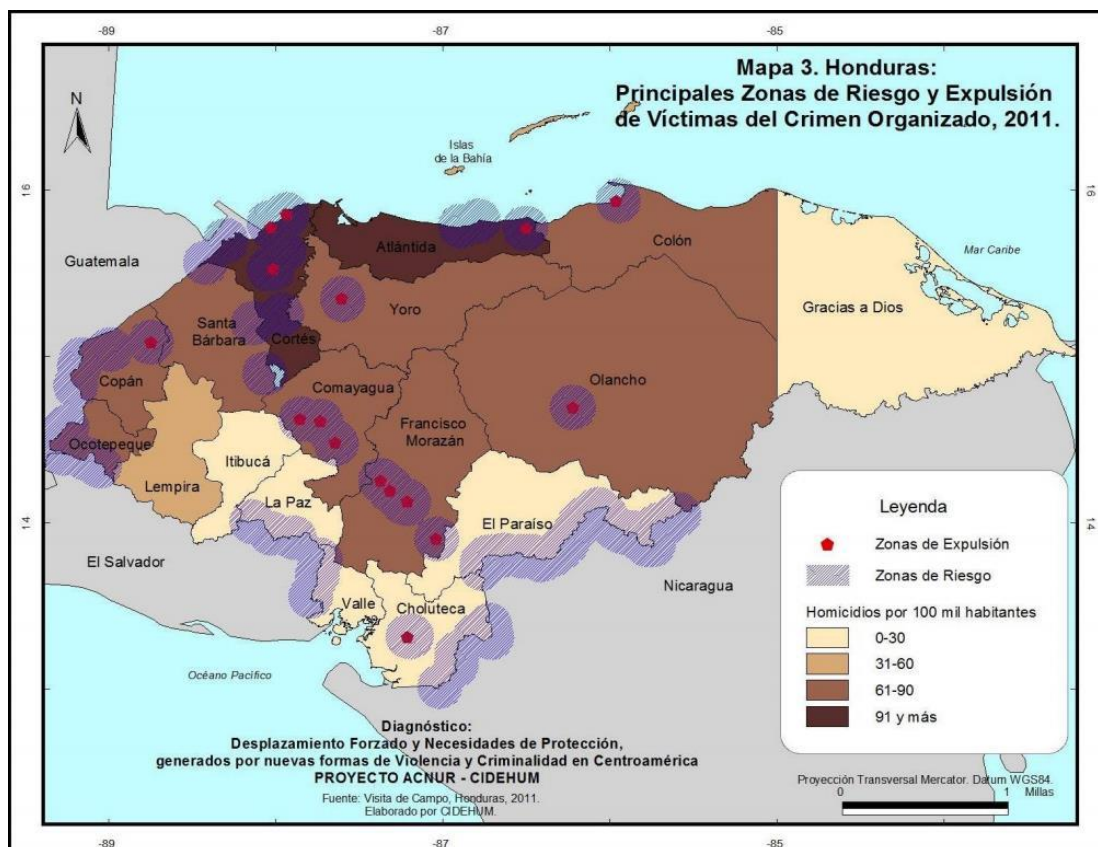 -89
-87
-85
Mapa 3. Honduras:
Principales Zonas de Riesgo y Expulsión
de Víctimas del Crimen Organizado, 2011.
N
Islas
de la Bahía
16
16
Guatemala
Atlántida
Colón
Mar Caribe
Gracias a Dios
Yoro
Santa
Bárbara
Cortés
Copán
Comayagua
Olancho
Francisco
Morazán
Ocotepeque
Itibucá
Lempira
La Paz
El Paraíso
14
14
El Salvador
Nicaragua
Valle
Choluteca
Océano Pacífico
Leyenda
Zonas de Expulsión
Zonas de Riesgo
Homicidios por 100 mil habitantes
0-30
31-60
61-90
91 y más
Diagnóstico:
Desplazamiento Forzado y Necesidades de Protección,
generados por nuevas formas de Violencia y Criminalidad en Centroamérica
PROYECTO ACNUR - CIDEHUM
Fuente: Visita de Campo, Honduras, 2011.
Elaborado por CIDEHUM.
Proyección Transversal Mercator. Datum WGS84.
0 1 Millas
-89
-87
-85